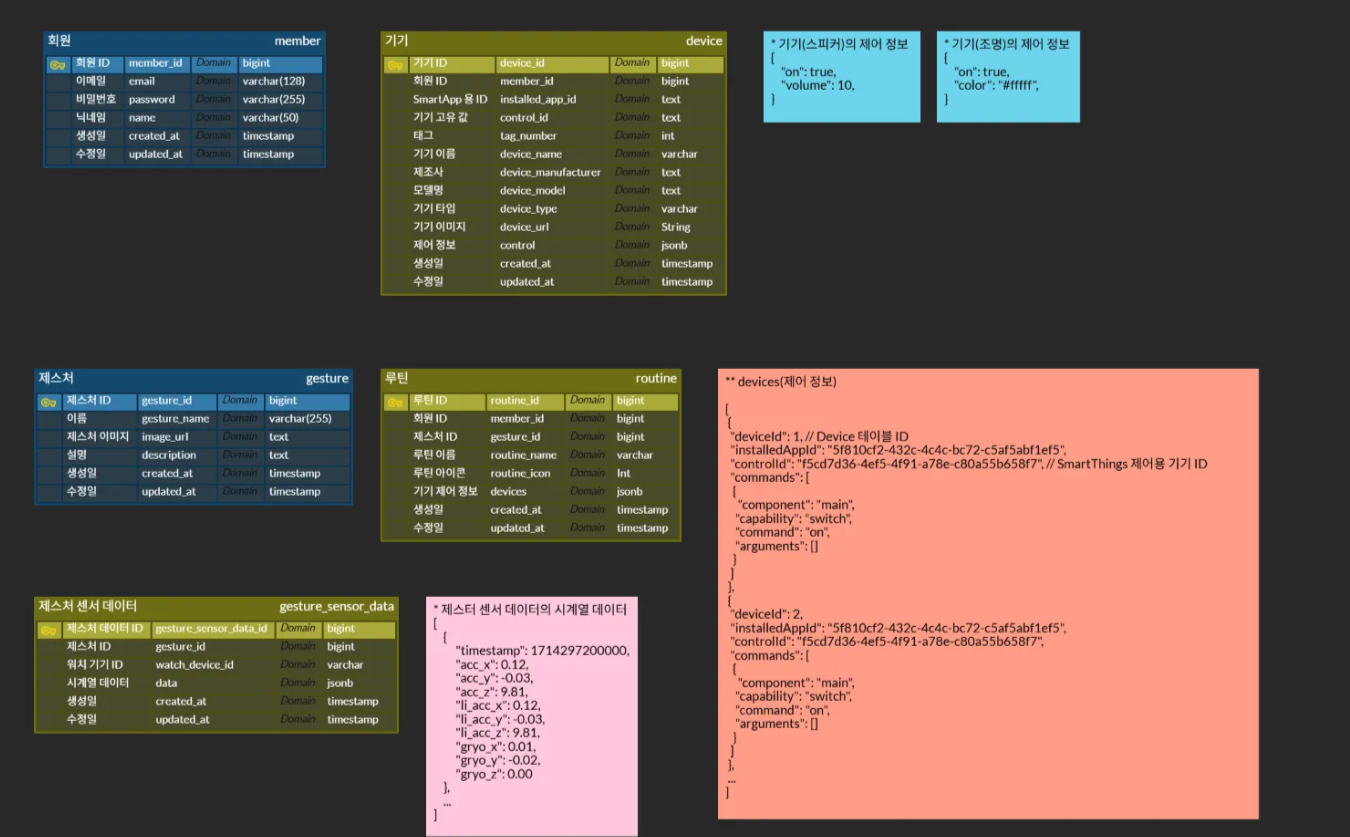 회원 member
회원 ID member_id Domain bigint
이메일 email Domain varchar(128)
비밀번호 password Domain varchar(255)
닉네임 name Domain varchar(50)
생성일 created_at Domain timestamp
수정일 updated_at Domain timestamp
기기 device
기기 ID device_id Domain bigint
회원 ID member_id Domain bigint
SmartApp 용 ID installed_app_id Domain text
기기 고유 값 control_id Domain text
태그 tag_number Domain int
기기 이름 device_name Domain varchar
제조사 device_manufacturer Domain text
모델명 device_model Domain text
기기 타입 device_type Domain varchar
기기 이미지 device_url Domain String
제어 정보 control Domain jsonb
생성일 created_at Domain timestamp
수정일 updated_at Domain timestamp
* 기기(스피커)의 제어 정보
{
"on": true,
"volume": 10,
}
* 기기(조명)의 제어 정보
{
"on": true,
"color": "#fffff",
}
제스처 gesture
제스처 ID gesture_id Domain bigint
이름 gesture_name Domain varchar(255)
제스처 이미지 image_url Domain text
설명 description Domain text
생성일 created_at Domain timestamp
수정일 updated_at Domain timestamp
루틴 routine
루틴 ID routine_id Domain bigint
회원 ID member_id Domain bigint
제스처 ID gesture_id Domain bigint
루틴 이름 routine_name Domain varchar
루틴 아이콘 routine_icon Domain Int
기기 제어 정보 devices Domain jsonb
생성일 created_at Domain timestamp
수정일 updated_at Domain timestamp
** devices(제어 정보)
[
{
"deviceId": 1, // Device 테이블 ID
"installedAppId": "5f810cf2-432c-4c4c-bc72-c5af5abf1ef5",
"controlId": "f5cd7d36-4ef5-4f91-a78e-c80a55b658f7", // SmartThings 제어용 기기 ID
"commands": [
{
"component": "main",
"capability": "switch",
"command": "on",
"arguments": []
}
]
},
{
"deviceId": 2,
"installedAppId": "5f810cf2-432c-4c4c-bc72-c5af5abf1ef5",
"controlId": "f5cd7d36-4ef5-4f91-a78e-c80a55b658f7",
"commands": [
{
"component": "main",
"capability": "switch",
"command": "on",
"arguments": []
}
]
},
...
]
제스처 센서 데이터 gesture_sensor_data
제스처 데이터 ID gesture_sensor_data_id Domain bigint
제스처 ID gesture_id Domain bigint
워치 기기 ID watch_device_id Domain varchar
시계열 데이터 data Domain jsonb
생성일 created_at Domain timestamp
수정일 updated_at Domain timestamp
* 제스터 센서 데이터의 시계열 데이터
[
{
"timestamp": 1714297200000,
"acc_x": 0.12,
"acc_y": -0.03,
"acc_z": 9.81,
"li_acc_x": 0.12,
"li_acc_y": -0.03,
"li_acc_z": 9.81,
"gryo_x": 0.01,
"gryo_y": -0.02,
"gryo_z": 0.00
},
...
]